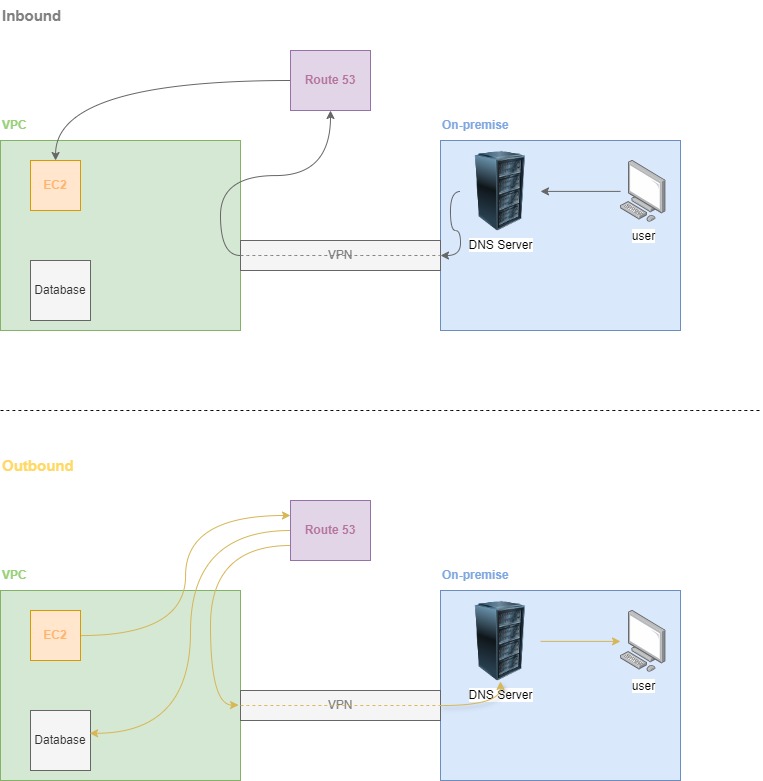 Inbound
Route 53
VPC
On-premise
EC2
DNS Server
user
VPN
Database
Outbound
Route 53
VPC
On-premise
EC2
DNS Server
user
VPN
Database